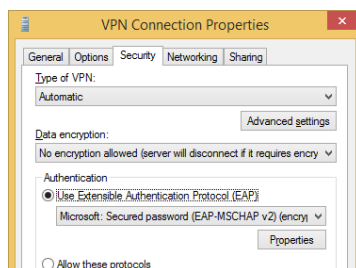 VPN Connection Properties
General Options Security Networking Sharing
Type of VPN:
Automatic
Advanced settings
Data encryption:
No encryption allowed (server will disconnect if it requires encry
Authentication
Use Extensible Authentication Protocol (EAP)
Microsoft: Secured password (EAP-MSCHAP v2) (encry
Properties
Allow these protocols